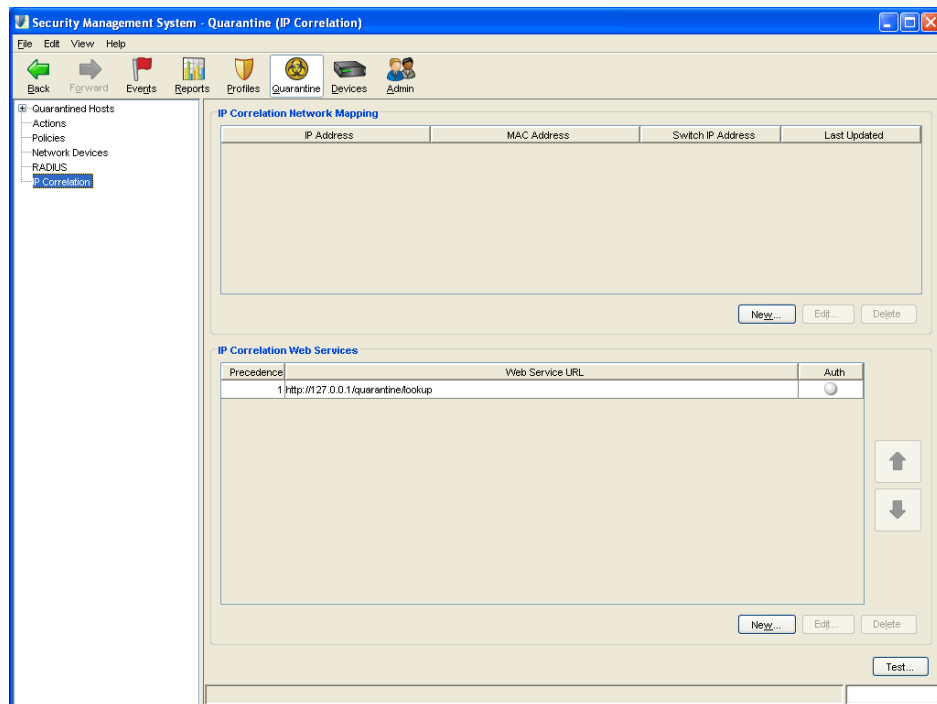 Security Management System - Quarantine (IP Correlation)
File Edit View Help
Back Forward Events Reports Profiles Quarantine Devices Admin
Quarantined Hosts
Actions
Policies
Network Devices
RADIUS
IP Correlation
IP Correlation Network Mapping
IP Address MAC Address Switch IP Address Last Updated
New... Edit... Delete
IP Correlation Web Services
Precedence Web Service URL Auth
1 http://127.0.0.1/quarantine/lookup
New... Edit... Delete
Test...